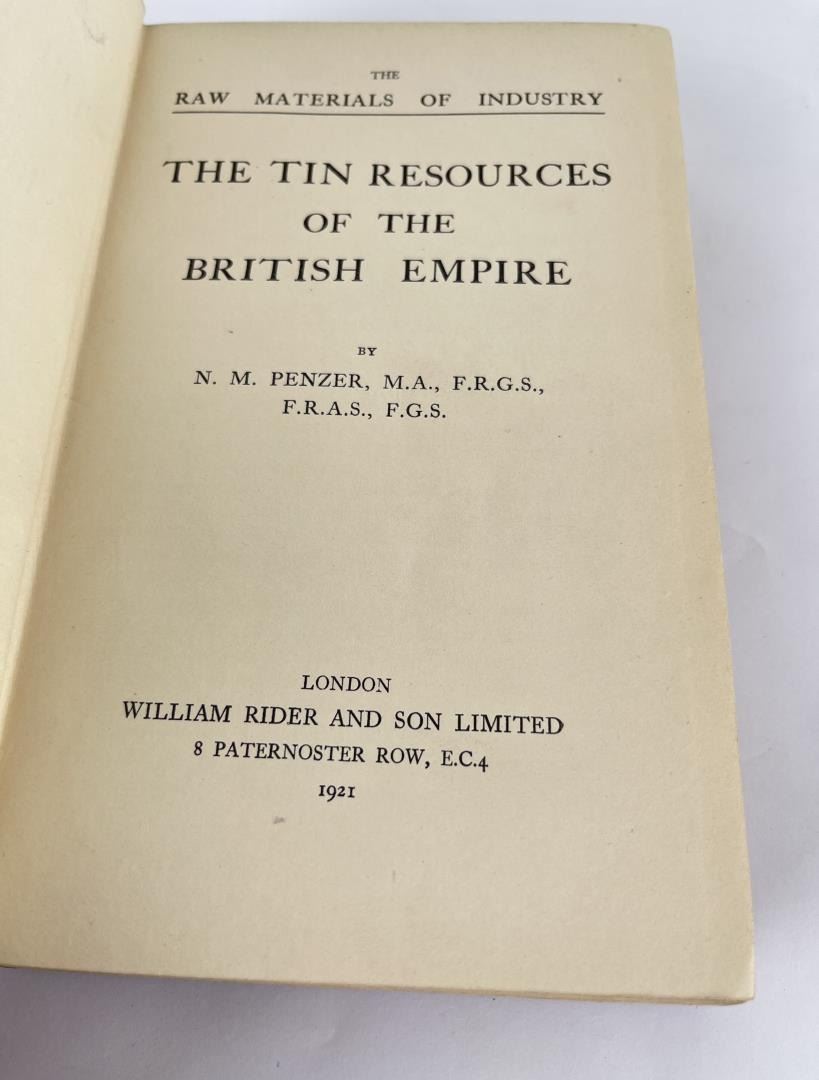 THE
RAW MATERIALS OF INDUSTRY
THE TIN RESOURCES
OF THE
BRITISH EMPIRE
BY
N. M. PENZER, M.A., F.R.G.S.,
F.R.A.S., F.G.S.
LONDON
WILLIAM RIDER AND SON LIMITED
8 PATERNOSTER ROW, E.C.4
1921